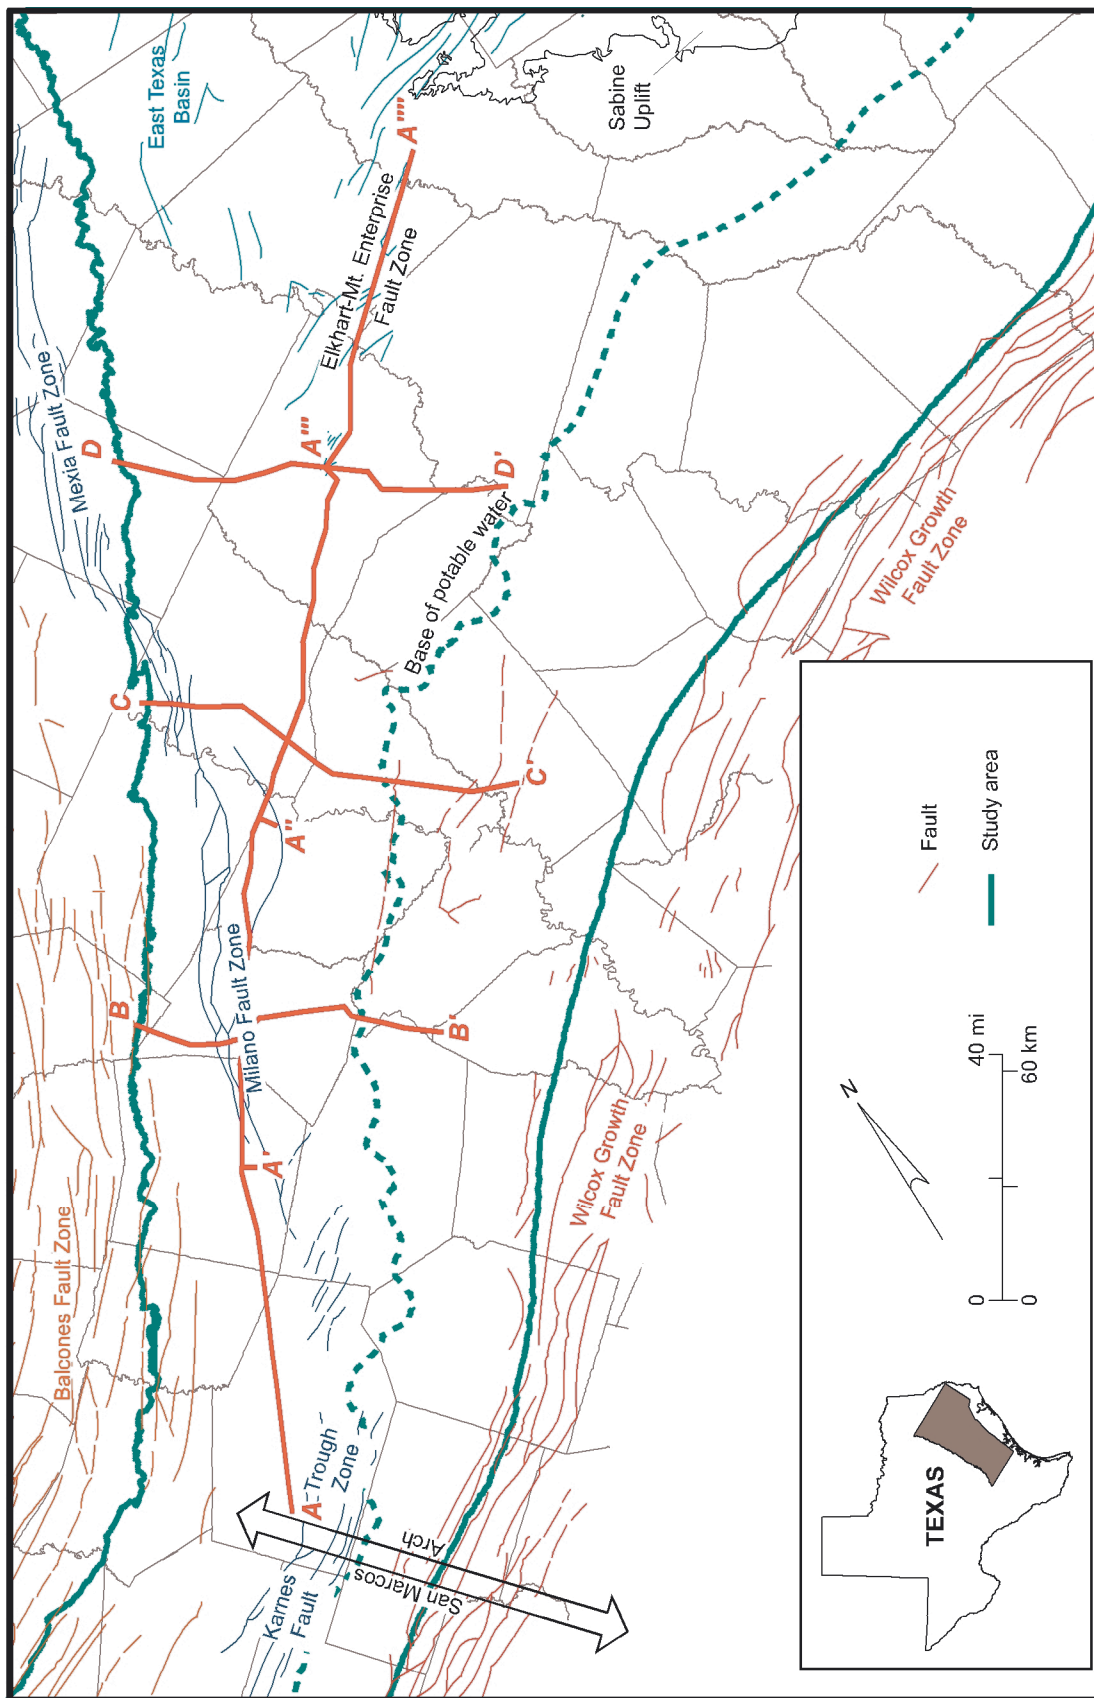 East Texas
Basin
Sabine
Uplift
A''''
Elkhart-Mt. Enterprise
Fault Zone
Mexia Fault Zone
D
A'''
D'
Base of potable water
Wilcox Growth
Fault Zone
C
C'
A''
B
Milano Fault Zone
B'
A'
Balcones Fault Zone
Wilcox Growth
Fault Zone
A
Karnes Trough
Fault Zone
San Marcos Arch
TEXAS
N
0 40 mi
0 60 km
Fault
Study area